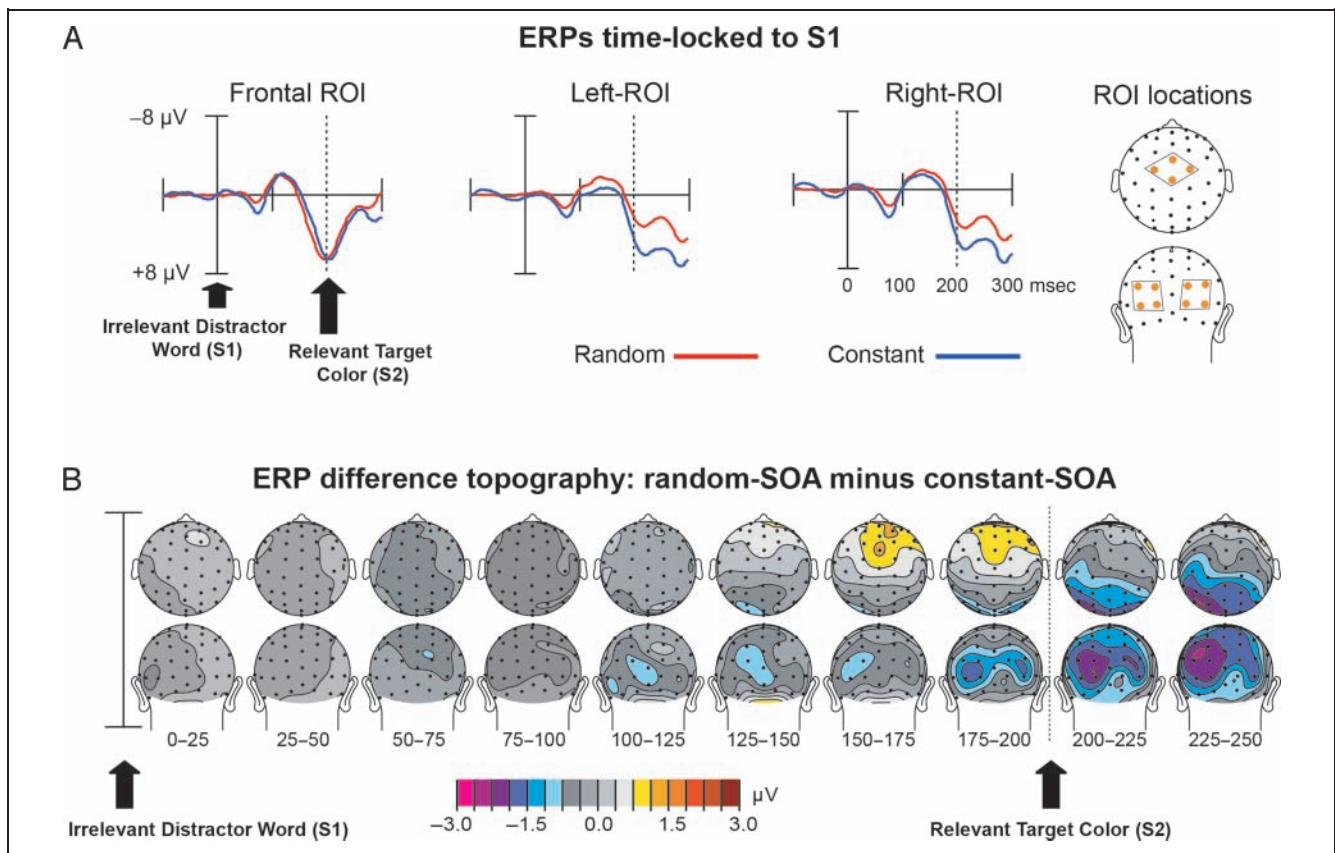 A
ERPs time-locked to S1
Frontal ROI
Left-ROI
Right-ROI
ROI locations
−8 µV
+8 µV
0 100 200 300 msec
Irrelevant Distractor
Word (S1)
Relevant Target
Color (S2)
Random
Constant
B
ERP difference topography: random-SOA minus constant-SOA
0–25 25–50 50–75 75–100 100–125 125–150 150–175 175–200 200–225 225–250
µV
−3.0 −1.5 0.0 1.5 3.0
Irrelevant Distractor Word (S1)
Relevant Target Color (S2)